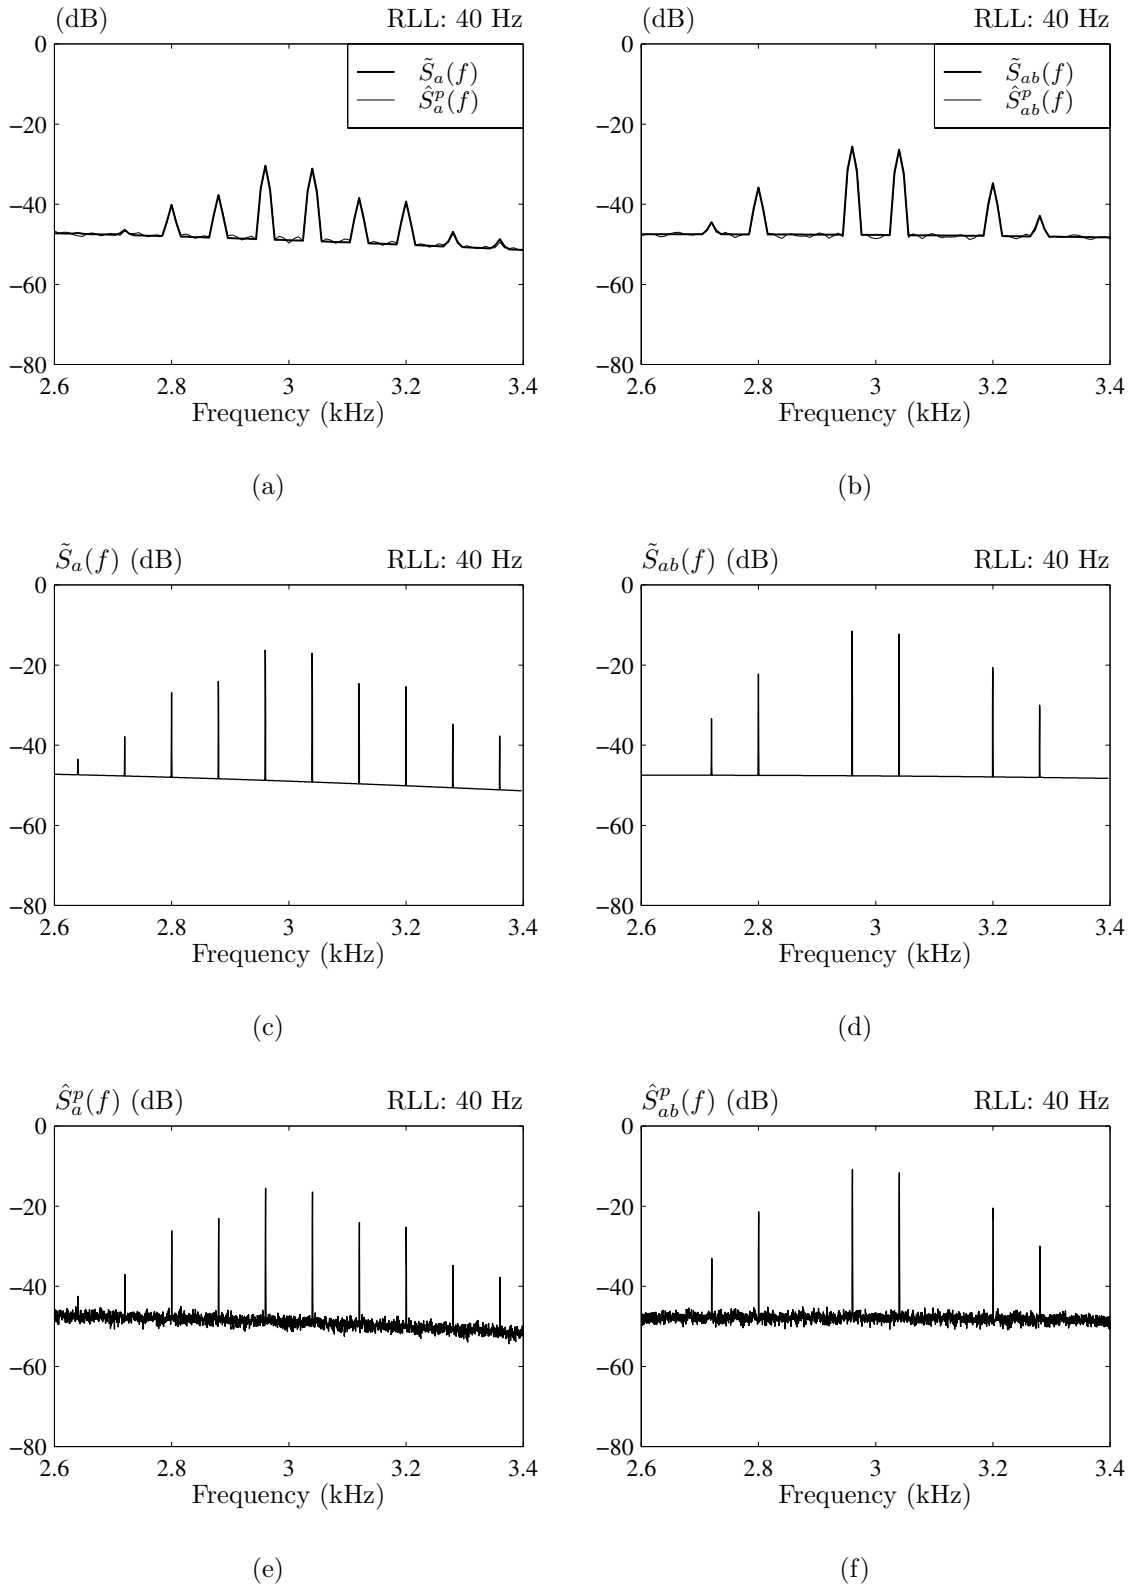 (dB) RLL: 40 Hz
0
−20
−40
−60
−80
2.6 2.8 3 3.2 3.4
Frequency (kHz)
S̃a(f)
Ŝᵖa(f)
(a)
(dB) RLL: 40 Hz
0
−20
−40
−60
−80
2.6 2.8 3 3.2 3.4
Frequency (kHz)
S̃ab(f)
Ŝᵖab(f)
(b)
S̃a(f) (dB) RLL: 40 Hz
0
−20
−40
−60
−80
2.6 2.8 3 3.2 3.4
Frequency (kHz)
(c)
S̃ab(f) (dB) RLL: 40 Hz
0
−20
−40
−60
−80
2.6 2.8 3 3.2 3.4
Frequency (kHz)
(d)
Ŝᵖa(f) (dB) RLL: 40 Hz
0
−20
−40
−60
−80
2.6 2.8 3 3.2 3.4
Frequency (kHz)
(e)
Ŝᵖab(f) (dB) RLL: 40 Hz
0
−20
−40
−60
−80
2.6 2.8 3 3.2 3.4
Frequency (kHz)
(f)